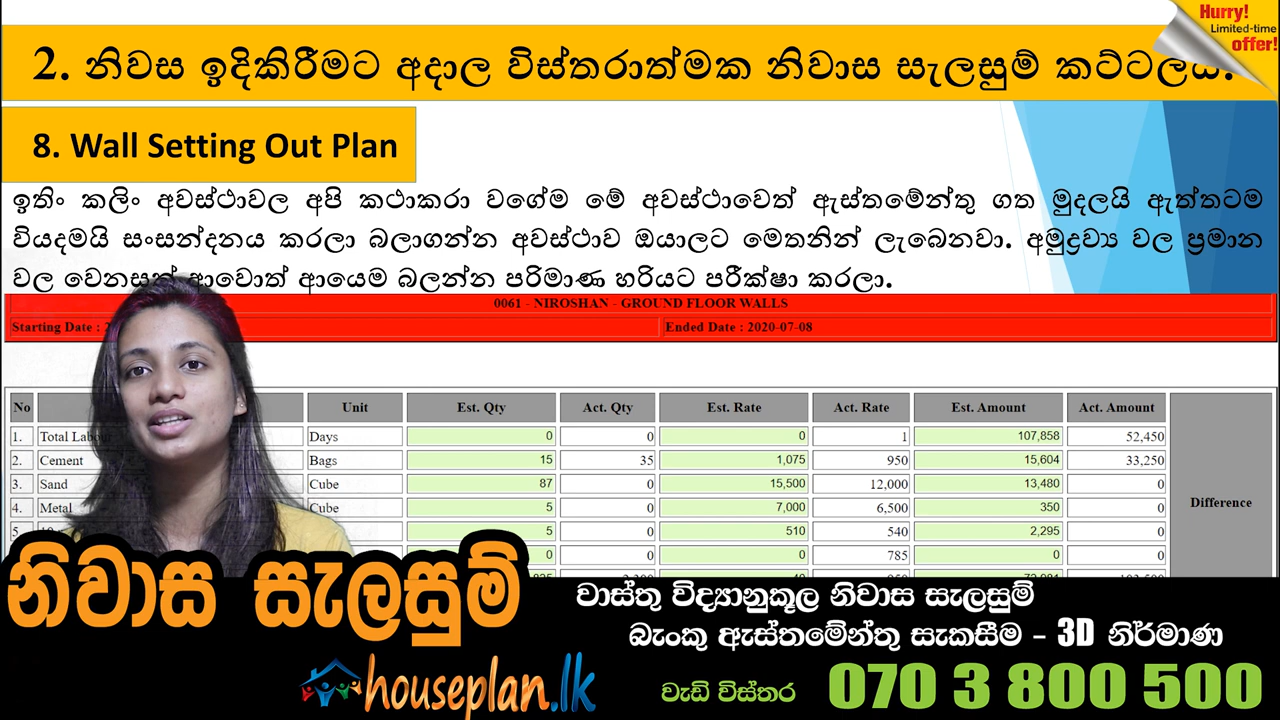 Hurry!
Limited-time
offer!
2. නිවස ඉදිකිරීමට අදාල විස්තරාත්මක නිවාස සැලසුම් කට්ටලය.
8. Wall Setting Out Plan
ඉතිං කලිං අවස්ථාවල අපි කථාකරා වගේම මේ අවස්ථාවෙත් ඇස්තමේන්තු ගත මුදලයි ඇත්තටම
වියදමයි සංසන්දනය කරලා බලාගන්න අවස්ථාව ඔයාලට මෙතනින් ලැබෙනවා. අමුද්‍රව්‍ය වල ප්‍රමාන
වල වෙනසක් ආවොත් ආයෙම බලන්න පරිමාණ හරියට පරීක්ෂා කරලා.
0061 - NIROSHAN - GROUND FLOOR WALLS
Starting Date : 2 Ended Date : 2020-07-08
No Unit Est. Qty Act. Qty Est. Rate Act. Rate Est. Amount Act. Amount Difference
1. Total Labour Days 0 0 0 1 107,858 52,450
2. Cement Bags 15 35 1,075 950 15,604 33,250
3. Sand Cube 87 0 15,500 12,000 13,480 0
4. Metal Cube 5 0 7,000 6,500 350 0
5. 5 0 510 540 2,295 0
0 0 785 0 0
නිවාස සැලසුම්
වාස්තු විද්‍යානුකූල නිවාස සැලසුම්
බැංකු ඇස්තමේන්තු සැකසීම - 3D නිර්මාණ
houseplan.lk
වැඩි විස්තර 070 3 800 500